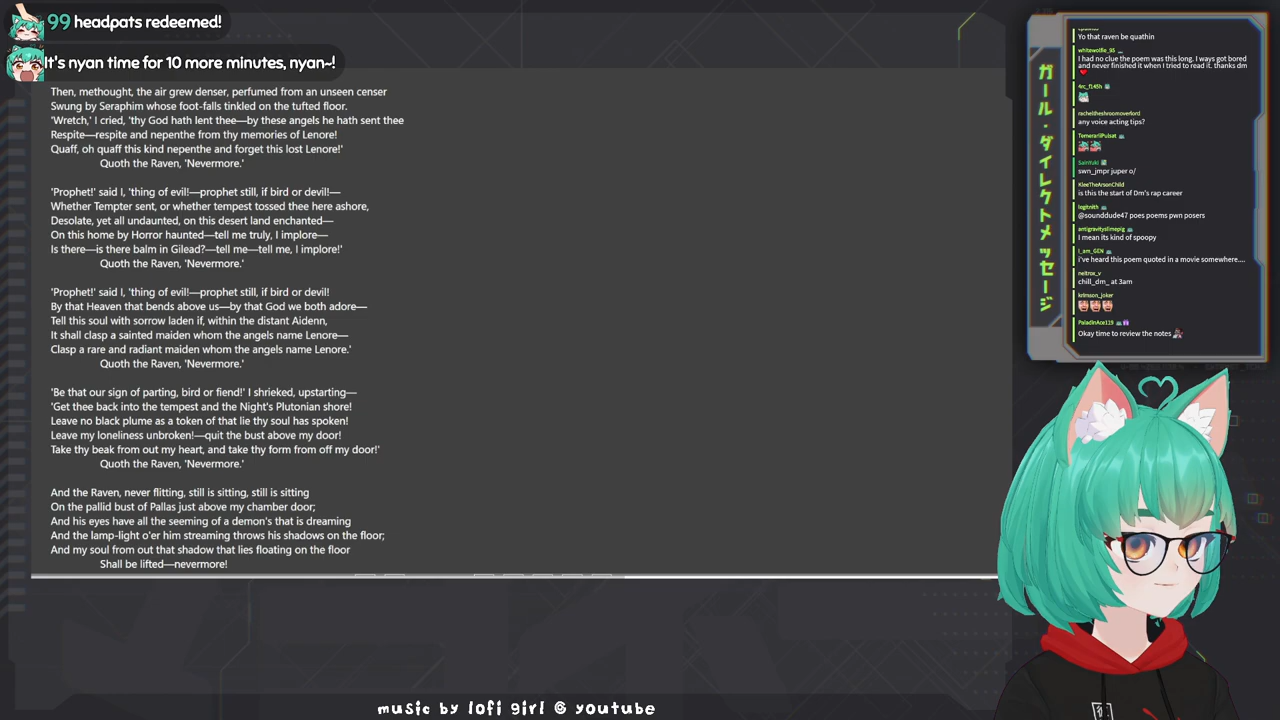 99 headpats redeemed!
It's nyan time for 10 more minutes, nyan~!
Then, methought, the air grew denser, perfumed from an unseen censer
Swung by Seraphim whose foot-falls tinkled on the tufted floor.
'Wretch,' I cried, 'thy God hath lent thee—by these angels he hath sent thee
Respite—respite and nepenthe from thy memories of Lenore!
Quaff, oh quaff this kind nepenthe and forget this lost Lenore!'
Quoth the Raven, 'Nevermore.'
'Prophet!' said I, 'thing of evil!—prophet still, if bird or devil!—
Whether Tempter sent, or whether tempest tossed thee here ashore,
Desolate, yet all undaunted, on this desert land enchanted—
On this home by Horror haunted—tell me truly, I implore—
Is there—is there balm in Gilead?—tell me—tell me, I implore!'
Quoth the Raven, 'Nevermore.'
'Prophet!' said I, 'thing of evil!—prophet still, if bird or devil!
By that Heaven that bends above us—by that God we both adore—
Tell this soul with sorrow laden if, within the distant Aidenn,
It shall clasp a sainted maiden whom the angels name Lenore—
Clasp a rare and radiant maiden whom the angels name Lenore.'
Quoth the Raven, 'Nevermore.'
'Be that our sign of parting, bird or fiend!' I shrieked, upstarting—
'Get thee back into the tempest and the Night's Plutonian shore!
Leave no black plume as a token of that lie thy soul has spoken!
Leave my loneliness unbroken!—quit the bust above my door!
Take thy beak from out my heart, and take thy form from off my door!'
Quoth the Raven, 'Nevermore.'
And the Raven, never flitting, still is sitting, still is sitting
On the pallid bust of Pallas just above my chamber door;
And his eyes have all the seeming of a demon's that is dreaming
And the lamp-light o'er him streaming throws his shadows on the floor;
And my soul from out that shadow that lies floating on the floor
Shall be lifted—nevermore!
ガール・ダイレクトメッセージ
Yo that raven be quathin
whitewolfie_95
I had no clue the poem was this long. I ways got bored
and never finished it when I tried to read it. thanks dm
4rc_f145h
racheltheshroomoverlord
any voice acting tips?
TemerariiPulsat
SainYuki
swn_jmpr juper o/
KleeTheArsonChild
is this the start of Dm's rap career
logitnith
@sounddude47 poes poems pwn posers
antigravityslimepig
I mean its kind of spoopy
I_am_GEN
i've heard this poem quoted in a movie somewhere....
neltrox_v
chill_dm_ at 3am
krimson_joker
PaladinAce119
Okay time to review the notes
music by lofi girl @ youtube